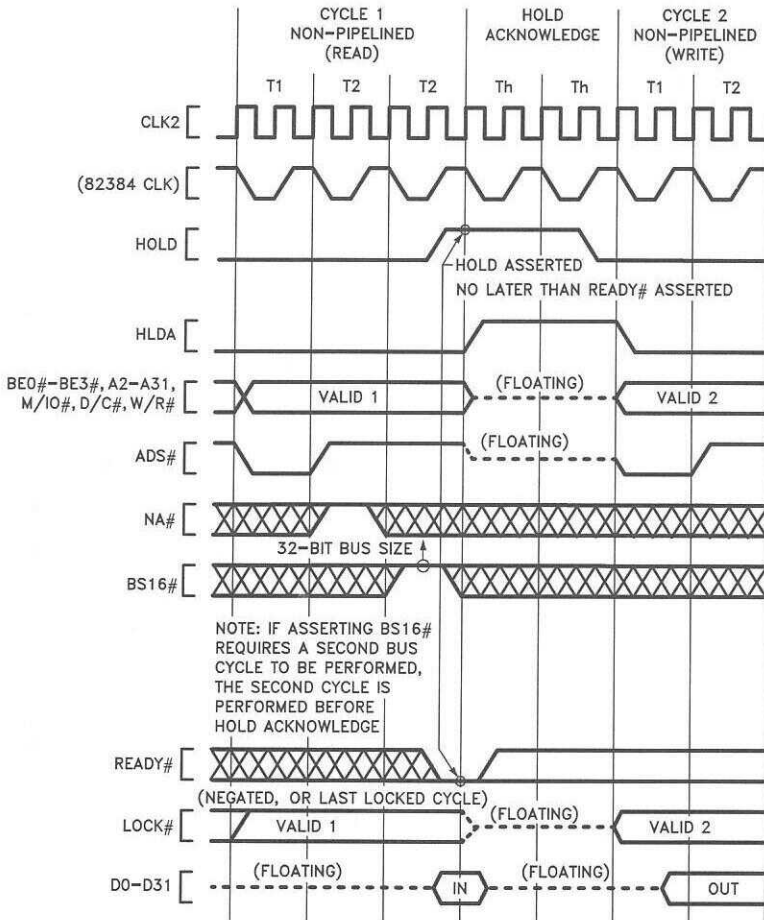 CYCLE 1 HOLD CYCLE 2
NON-PIPELINED ACKNOWLEDGE NON-PIPELINED
(READ) (WRITE)
T1 T2 T2 Th Th T1 T2
CLK2
(82384 CLK)
HOLD
HOLD ASSERTED
NO LATER THAN READY# ASSERTED
HLDA
BE0#-BE3#, A2-A31,
M/IO#, D/C#, W/R#
VALID 1 (FLOATING) VALID 2
ADS# (FLOATING)
NA#
32-BIT BUS SIZE
BS16#
NOTE: IF ASSERTING BS16#
REQUIRES A SECOND BUS
CYCLE TO BE PERFORMED,
THE SECOND CYCLE IS
PERFORMED BEFORE
HOLD ACKNOWLEDGE
READY#
(NEGATED, OR LAST LOCKED CYCLE)
LOCK# VALID 1 (FLOATING) VALID 2
D0-D31 (FLOATING) IN (FLOATING) OUT